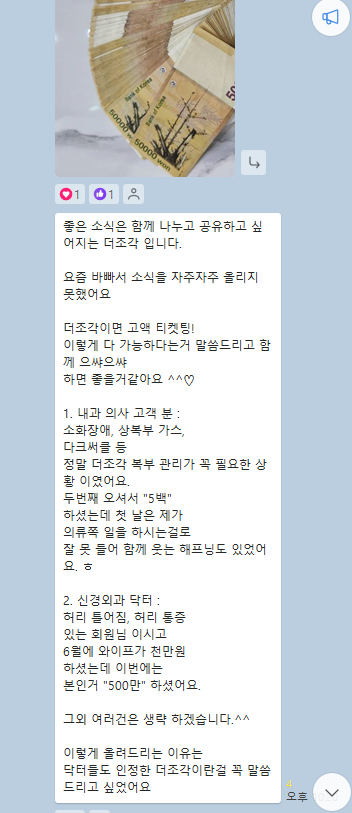 Bank of Korea
50000 won
Bank of Korea
50000 won
1 1
좋은 소식은 함께 나누고 공유하고 싶
어지는 더조각 입니다.
요즘 바빠서 소식을 자주자주 올리지
못했어요
더조각이면 고액 티켓팅!
이렇게 다 가능하다는거 말씀드리고 함
께 으쌰으쌰
하면 좋을거같아요 ^^♡
1. 내과 의사 고객 분 :
소화장애, 상복부 가스,
다크써클 등
정말 더조각 복부 관리가 꼭 필요한 상
황 이였어요.
두번째 오셔서 "5백"
하셨는데 첫 날은 제가
의류쪽 일을 하시는걸로
잘 못 들어 함께 웃는 해프닝도 있었어
요. ㅎ
2. 신경외과 닥터 :
허리 틀어짐, 허리 통증
있는 회원님 이시고
6월에 와이프가 천만원
하셨는데 이번에는
본인거 "500만" 하셨어요.
그외 여러건은 생략 하겠습니다.^^
이렇게 올려드리는 이유는
닥터들도 인정한 더조각이란걸 꼭 말씀
드리고 싶었어요
4
오후